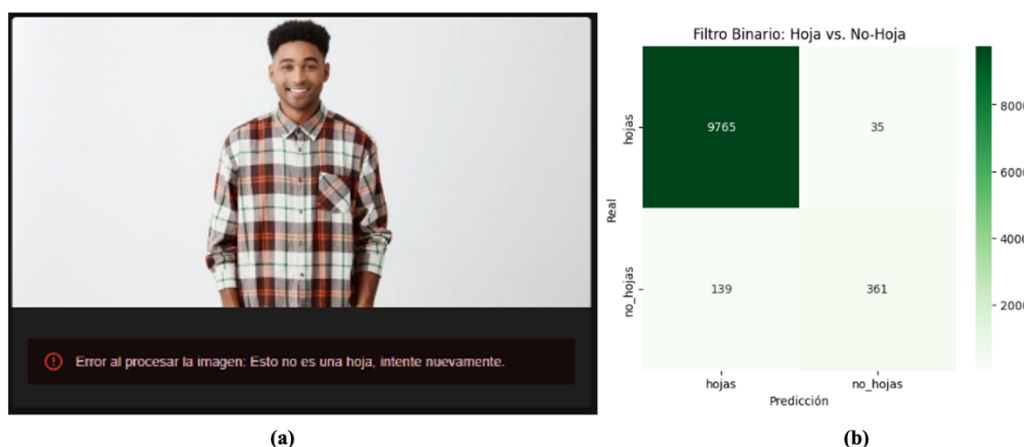 Error al procesar la imagen: Esto no es una hoja, intente nuevamente.
(a)
Filtro Binario: Hoja vs. No-Hoja
Real
hojas
9765
35
no_hojas
139
361
hojas
no_hojas
Predicción
8000
6000
4000
2000
(b)